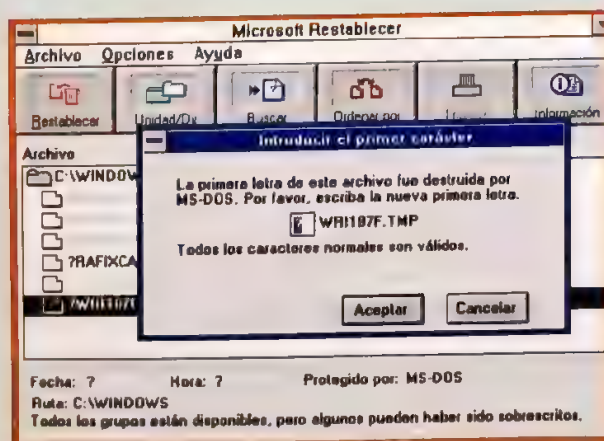 Microsoft Restablecer
Archivo Opciones Ayuda
Restablecer
Unidad/Dir
Buscar
Ordenar por
Información
Archivo
C:\WINDOW
?RAFIXCA
Introducir el primer carácter
La primera letra de este archivo fue destruida por
MS-DOS. Por favor, escriba la nueva primera letra.
? WRI187F.TMP
Todos los caracteres normales son válidos.
Aceptar
Cancelar
Fecha: ? Hora: ? Protegido por: MS-DOS
Ruta: C:\WINDOWS
Todos los grupos están disponibles, pero algunos pueden haber sido sobrescritos.